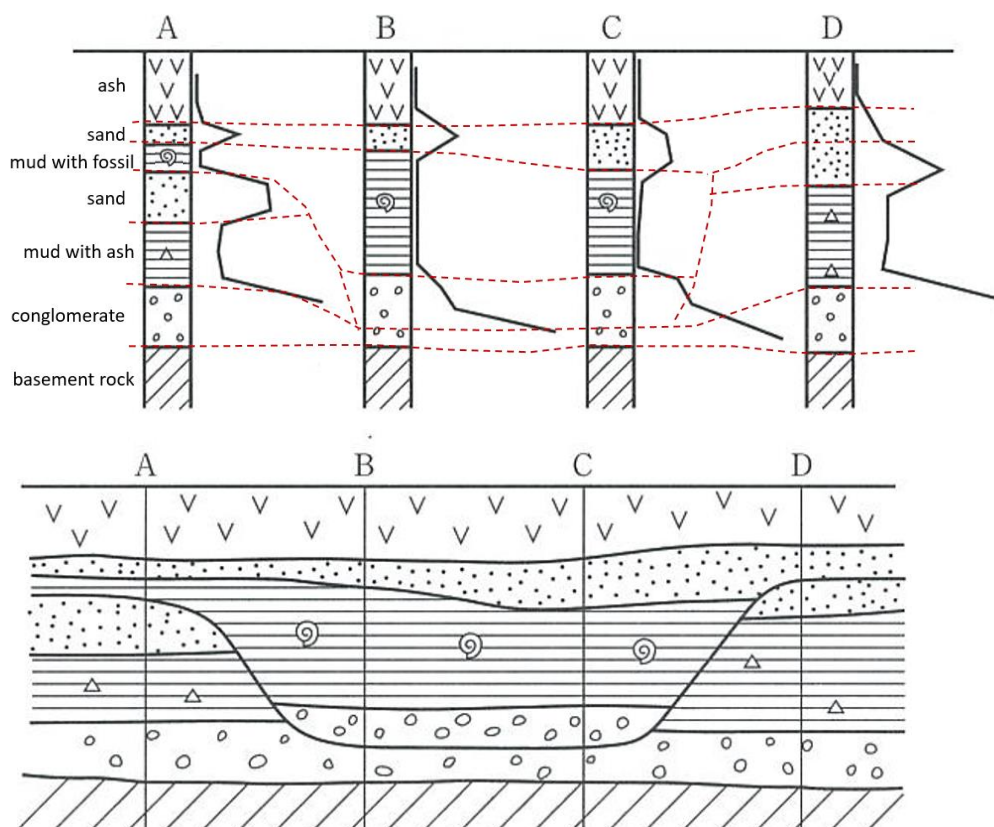 A B C D
ash
sand
mud with fossil
sand
mud with ash
conglomerate
basement rock
A B C D